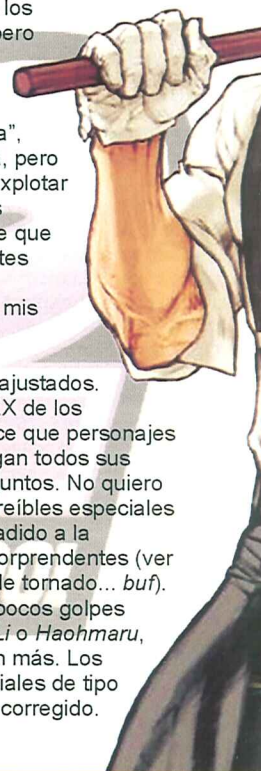 los
pero
a",
, pero
xplotar
s
e que
tes
mis
ajustados.
X de los
ce que personajes
gan todos sus
untos. No quiero
reíbles especiales
adido a la
orprendentes (ver
de tornado... buf).
pocos golpes
Li o Haohmaru,
n más. Los
iales de tipo
corregido.